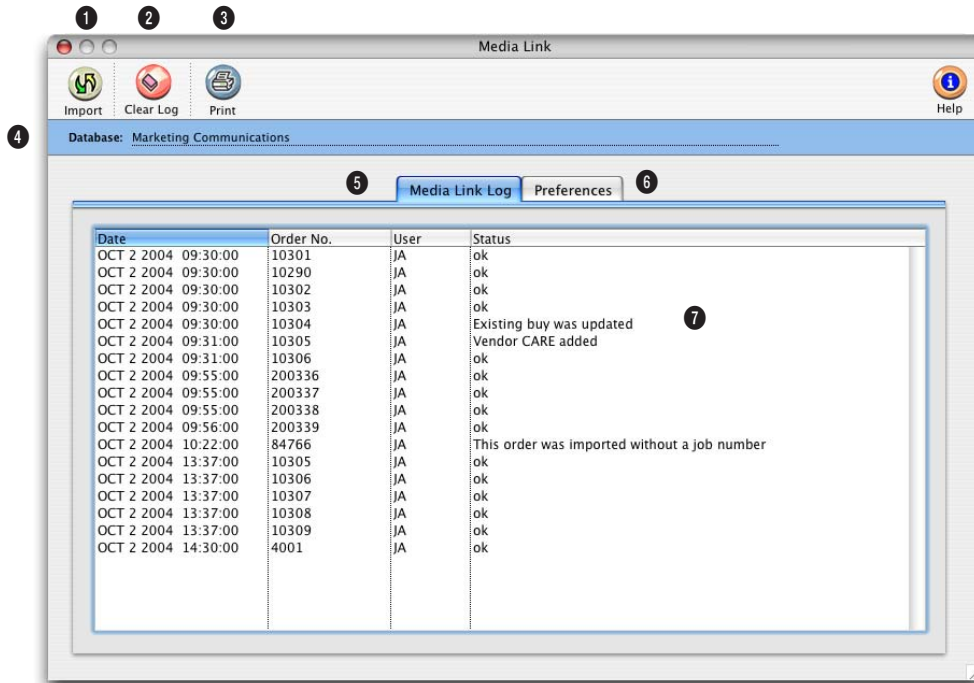 1 2 3
Media Link
Import Clear Log Print Help
4 Database: Marketing Communications
5 Media Link Log Preferences 6
Date Order No. User Status
OCT 2 2004 09:30:00 10301 JA ok
OCT 2 2004 09:30:00 10290 JA ok
OCT 2 2004 09:30:00 10302 JA ok
OCT 2 2004 09:30:00 10303 JA ok
OCT 2 2004 09:30:00 10304 JA Existing buy was updated 7
OCT 2 2004 09:31:00 10305 JA Vendor CARE added
OCT 2 2004 09:31:00 10306 JA ok
OCT 2 2004 09:55:00 200336 JA ok
OCT 2 2004 09:55:00 200337 JA ok
OCT 2 2004 09:55:00 200338 JA ok
OCT 2 2004 09:56:00 200339 JA ok
OCT 2 2004 10:22:00 84766 JA This order was imported without a job number
OCT 2 2004 13:37:00 10305 JA ok
OCT 2 2004 13:37:00 10306 JA ok
OCT 2 2004 13:37:00 10307 JA ok
OCT 2 2004 13:37:00 10308 JA ok
OCT 2 2004 13:37:00 10309 JA ok
OCT 2 2004 14:30:00 4001 JA ok